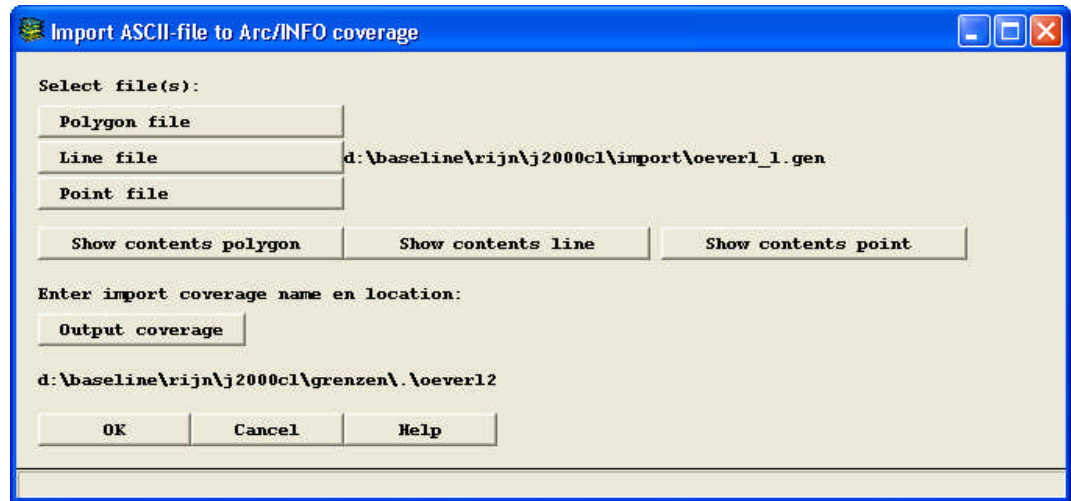 Import ASCII-file to Arc/INFO coverage
Select file(s):
Polygon file
Line file d:\baseline\rijn\j2000cl\import\oeverl_l.gen
Point file
Show contents polygon Show contents line Show contents point
Enter import coverage name en location:
Output coverage
d:\baseline\rijn\j2000cl\grenzen\.\oeverl2
OK Cancel Help